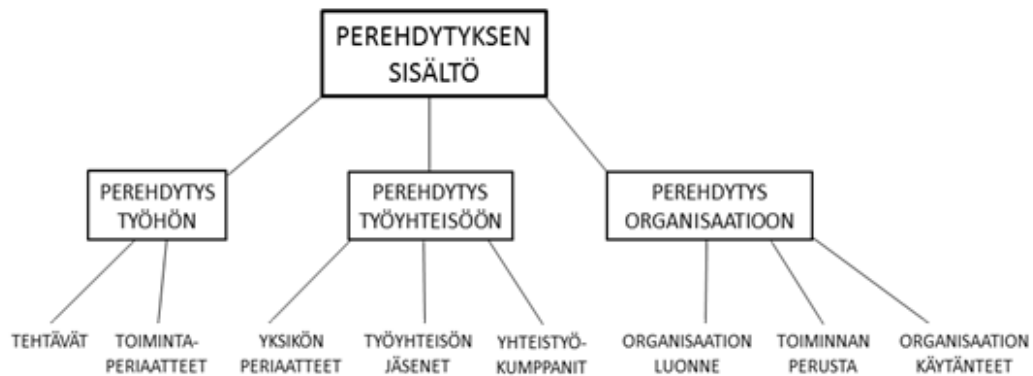 PEREHDYTYKSEN
SISÄLTÖ
PEREHDYTYS
TYÖHÖN
PEREHDYTYS
TYÖYHTEISÖÖN
PEREHDYTYS
ORGANISAATIOON
TEHTÄVÄT
TOIMINTA-
PERIAATTEET
YKSIKÖN
PERIAATTEET
TYÖYHTEISÖN
JÄSENET
YHTEISTYÖ-
KUMPPANIT
ORGANISAATION
LUONNE
TOIMINNAN
PERUSTA
ORGANISAATION
KÄYTÄNTEET